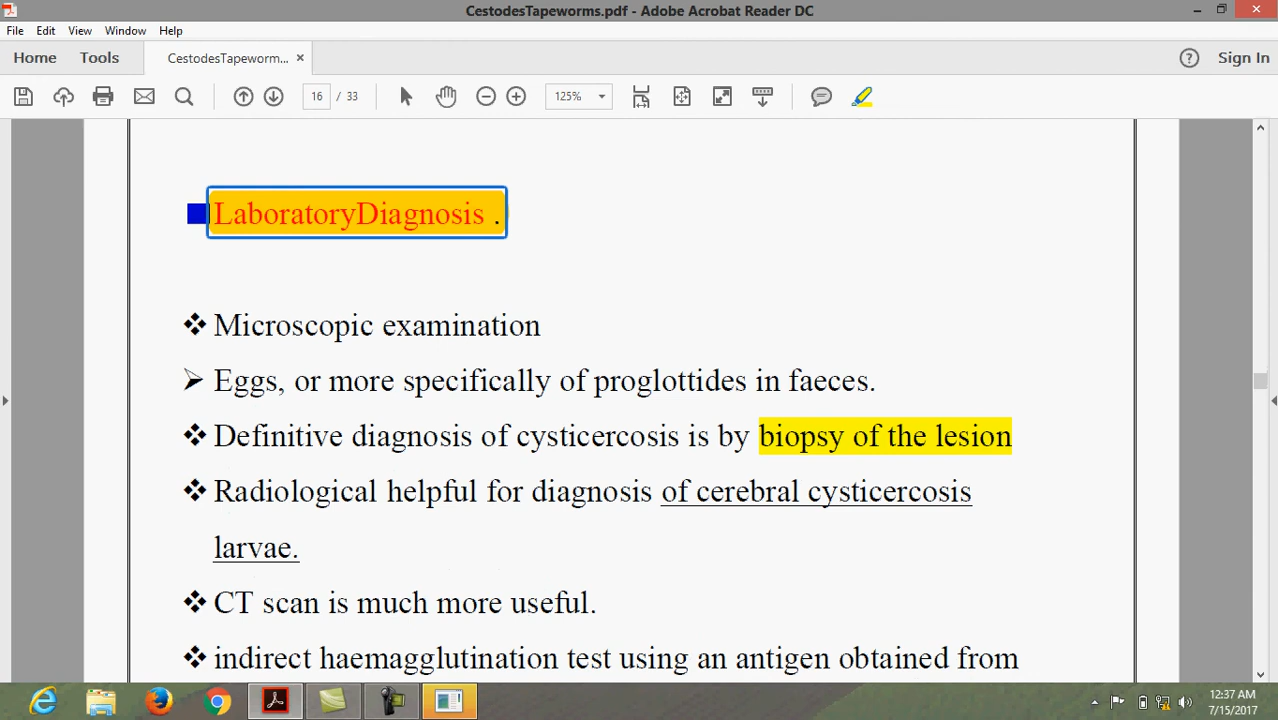 CestodesTapeworms.pdf - Adobe Acrobat Reader DC
File Edit View Window Help
Home Tools CestodesTapeworm... × Sign In
16 / 33 125%
LaboratoryDiagnosis .
Microscopic examination
Eggs, or more specifically of proglottides in faeces.
Definitive diagnosis of cysticercosis is by biopsy of the lesion
Radiological helpful for diagnosis of cerebral cysticercosis
larvae.
CT scan is much more useful.
indirect haemagglutination test using an antigen obtained from
12:37 AM
7/15/2017